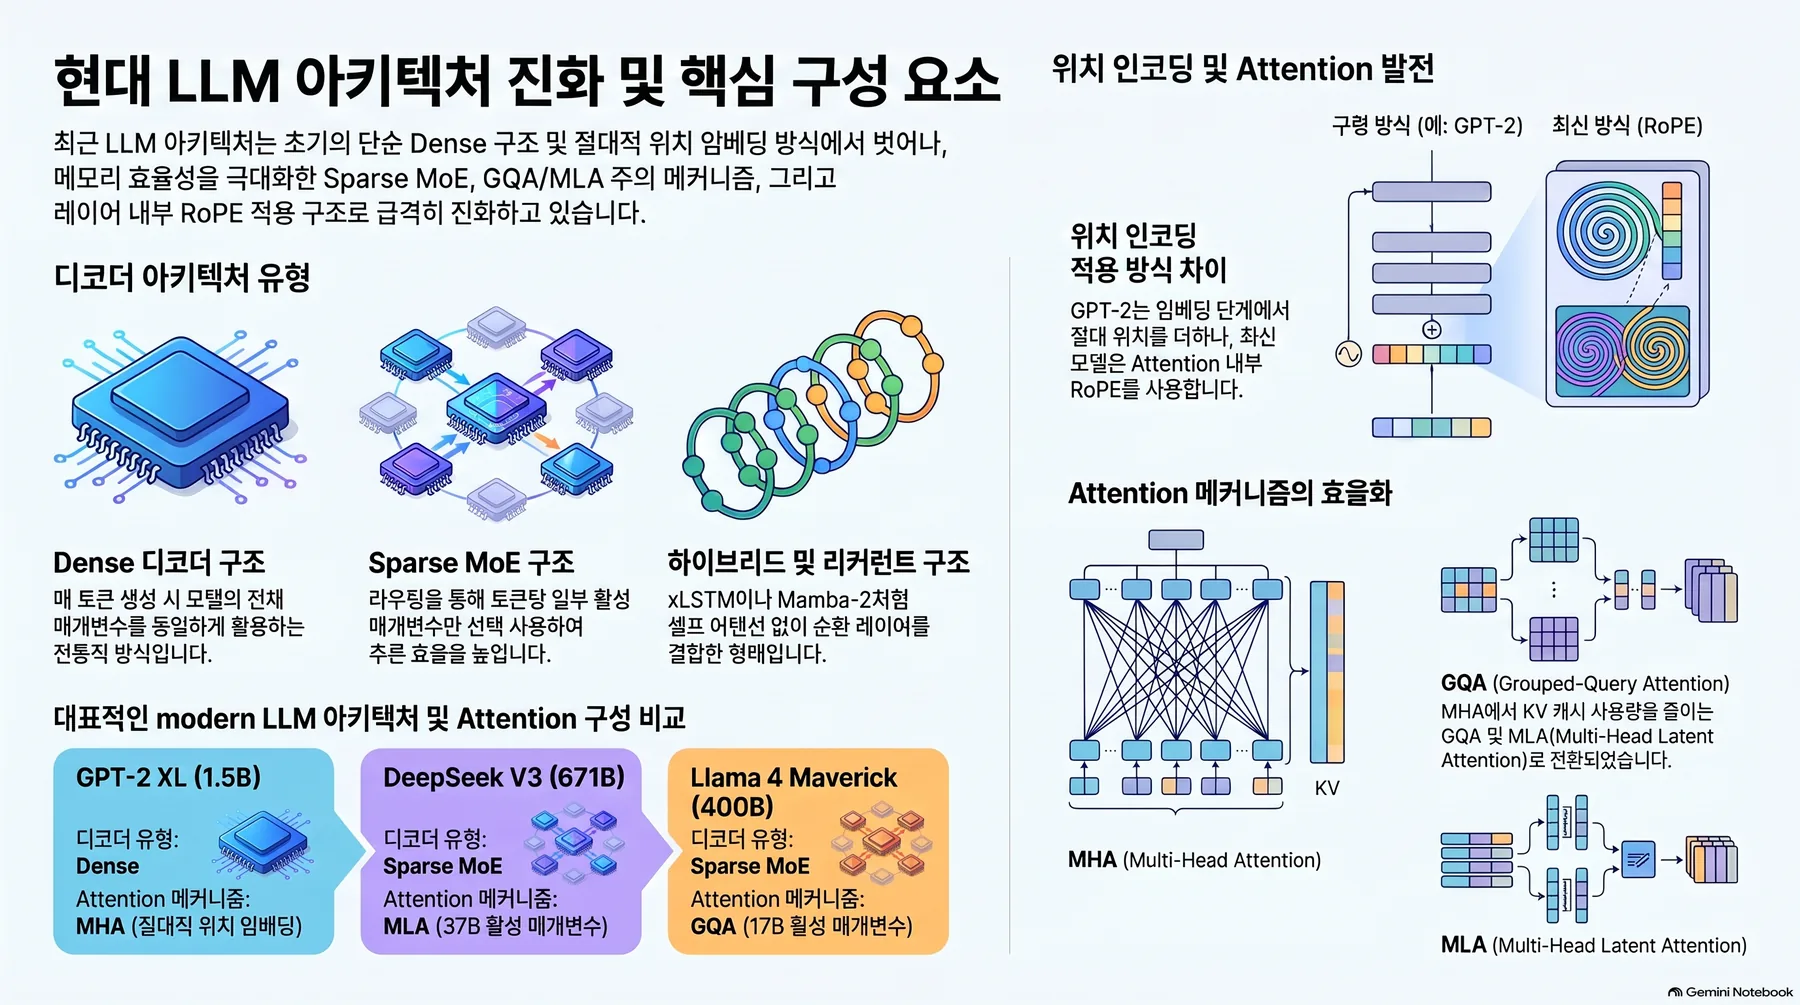 현대 LLM 아키텍처 진화 및 핵심 구성 요소
최근 LLM 아키텍처는 초기의 단순 Dense 구조 및 절대적 위치 암베딩 방식에서 벗어나,
메모리 효율성을 극대화한 Sparse MoE, GQA/MLA 주의 메커니즘, 그리고
레이어 내부 RoPE 적용 구조로 급격히 진화하고 있습니다.
디코더 아키텍처 유형
Dense 디코더 구조
매 토큰 생성 시 모탤의 전채
매개변수를 동일하게 활용하는
전통직 방식입니다.
Sparse MoE 구조
라우팅을 통해 토큰탕 일부 활성
매개변수만 선택 사용하여
추른 효율을 높입니다.
하이브리드 및 리커런트 구조
xLSTM이나 Mamba-2처험
셀프 어탠선 없이 순환 레이여를
결합한 형태입니다.
대표적인 modern LLM 아키택처 및 Attention 구성 비교
GPT-2 XL (1.5B)
디코더 유형:
Dense
Attention 메커니줌:
MHA (질대직 위치 임배딩)
DeepSeek V3 (671B)
디코더 유형:
Sparse MoE
Attention 메커니줌:
MLA (37B 활성 매개변수)
Llama 4 Maverick
(400B)
디코더 유형:
Sparse MoE
Attention 메커니줌:
GQA (17B 활성 매개변수)
위치 인코딩 및 Attention 발전
구령 방식 (예: GPT-2)
최신 방식 (RoPE)
위치 인코딩
적용 방식 차이
GPT-2는 임베딩 단게에서
절대 위치를 더하나, 최신
모델은 Attention 내부
RoPE를 사용합니다.
Attention 메커니즘의 효율화
KV
MHA (Multi-Head Attention)
GQA (Grouped-Query Attention)
MHA에서 KV 캐시 사용량을 즐이는
GQA 및 MLA(Multi-Head Latent
Attention)로 전환되었습니다.
MLA (Multi-Head Latent Attention)
Gemini Notebook